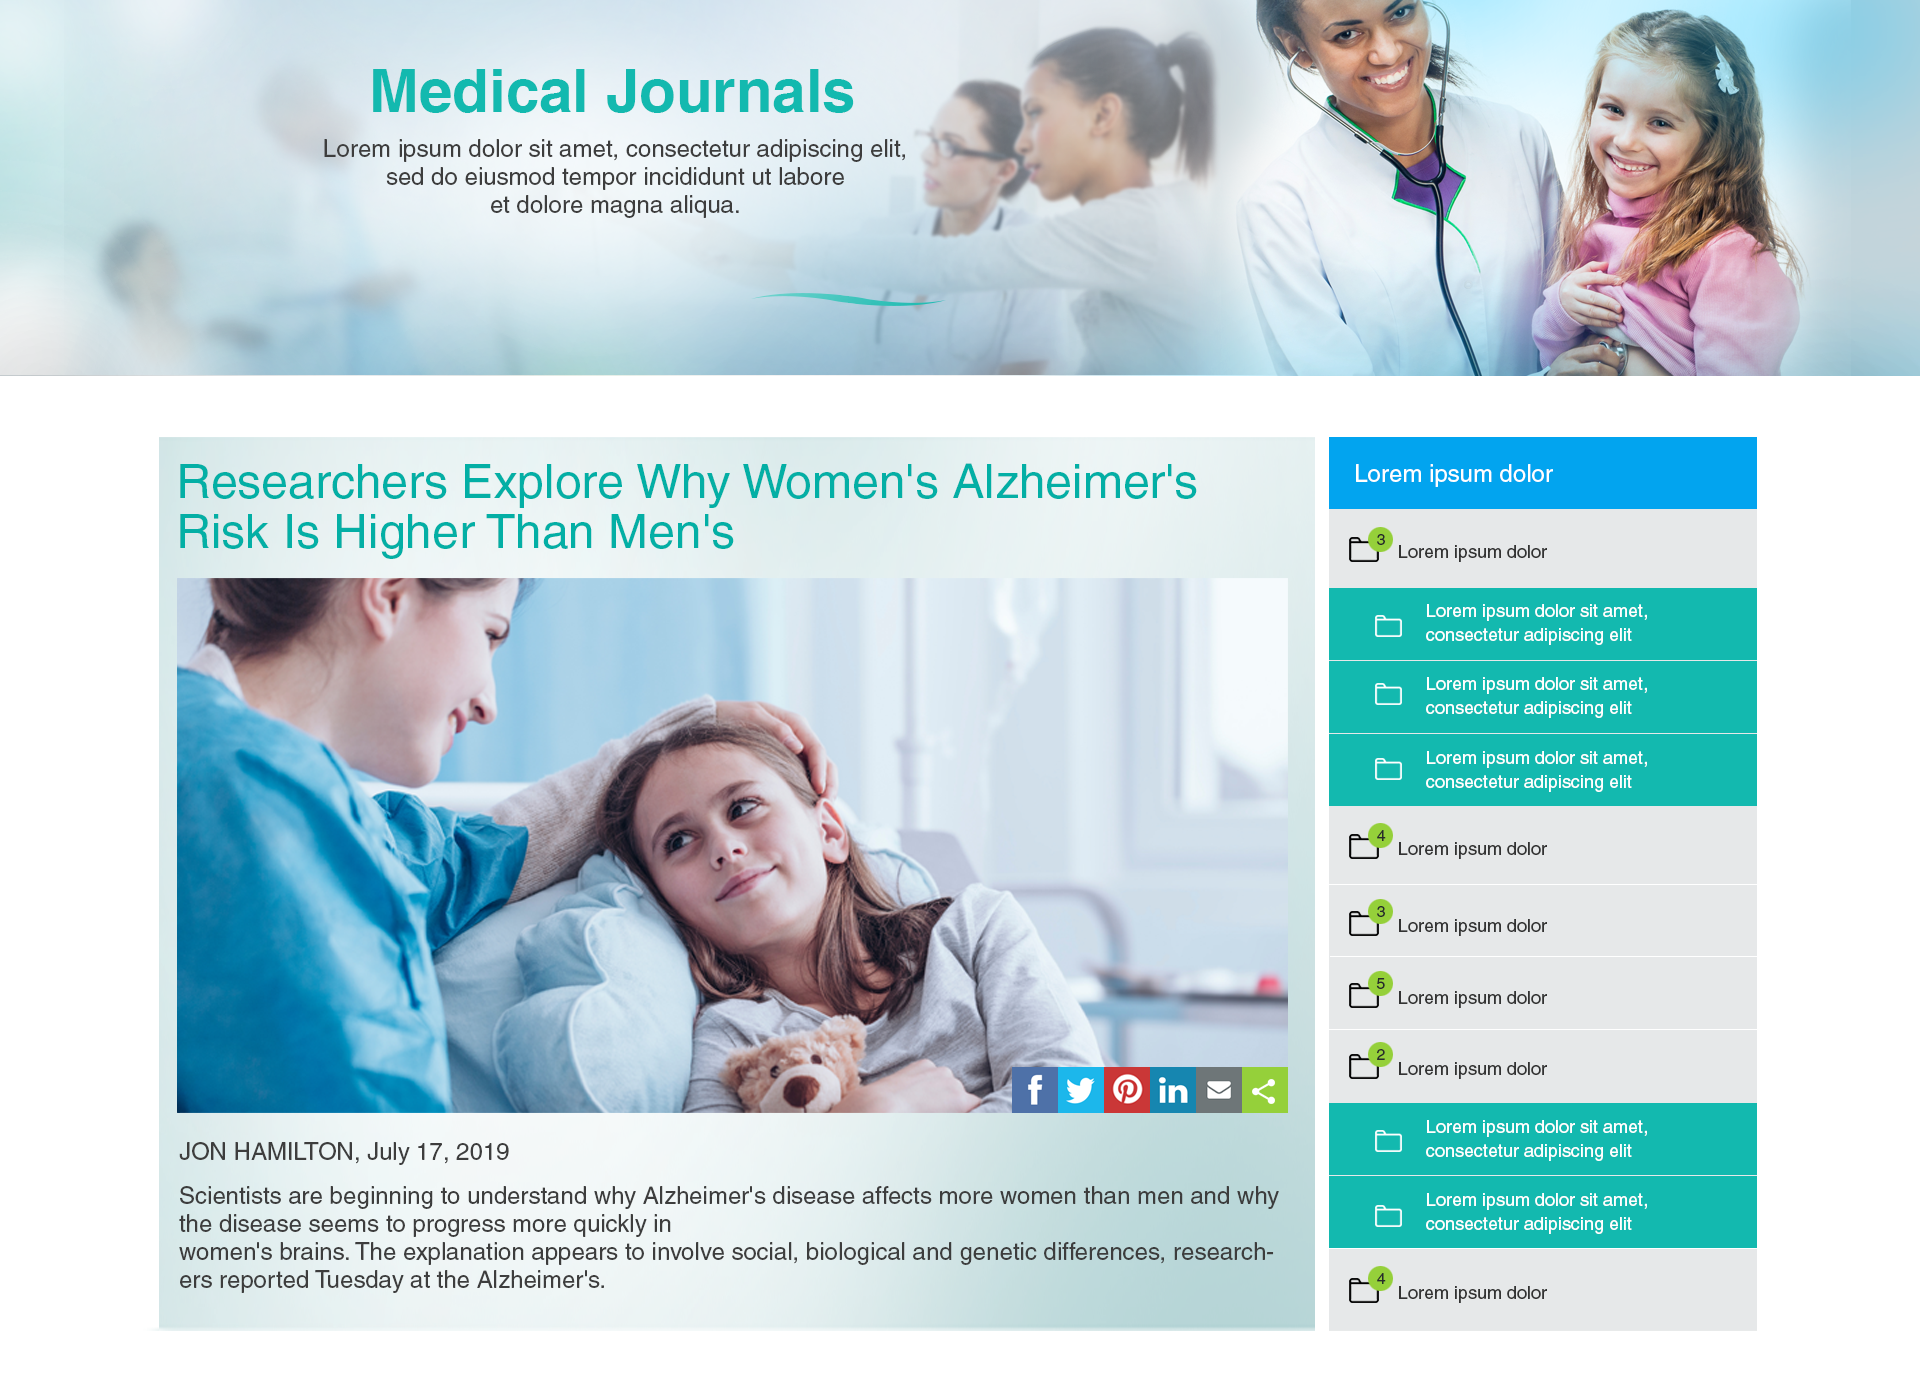 Medical Journals
Lorem ipsum dolor sit amet, consectetur adipiscing elit,
sed do eiusmod tempor incididunt ut labore
et dolore magna aliqua.
Researchers Explore Why Women's Alzheimer's
Risk Is Higher Than Men's
f in
JON HAMILTON, July 17, 2019
Scientists are beginning to understand why Alzheimer's disease affects more women than men and why
the disease seems to progress more quickly in
women's brains. The explanation appears to involve social, biological and genetic differences, research-
ers reported Tuesday at the Alzheimer's.
Lorem ipsum dolor
3 Lorem ipsum dolor
Lorem ipsum dolor sit amet,
consectetur adipiscing elit
Lorem ipsum dolor sit amet,
consectetur adipiscing elit
Lorem ipsum dolor sit amet,
consectetur adipiscing elit
4 Lorem ipsum dolor
3 Lorem ipsum dolor
5 Lorem ipsum dolor
2 Lorem ipsum dolor
Lorem ipsum dolor sit amet,
consectetur adipiscing elit
Lorem ipsum dolor sit amet,
consectetur adipiscing elit
4 Lorem ipsum dolor